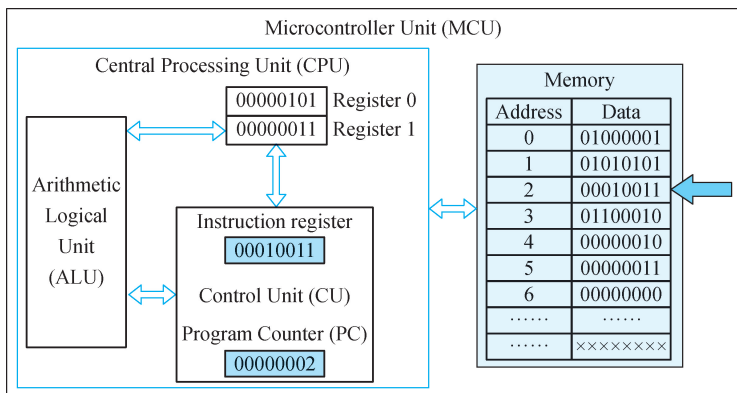 Microcontroller Unit (MCU)
Central Processing Unit (CPU)
00000101 Register 0
00000011 Register 1
Arithmetic
Logical
Unit
(ALU)
Instruction register
00010011
Control Unit (CU)
Program Counter (PC)
00000002
Memory
Address Data
0 01000001
1 01010101
2 00010011
3 01100010
4 00000010
5 00000011
6 00000000
…… ……
…… ××××××××